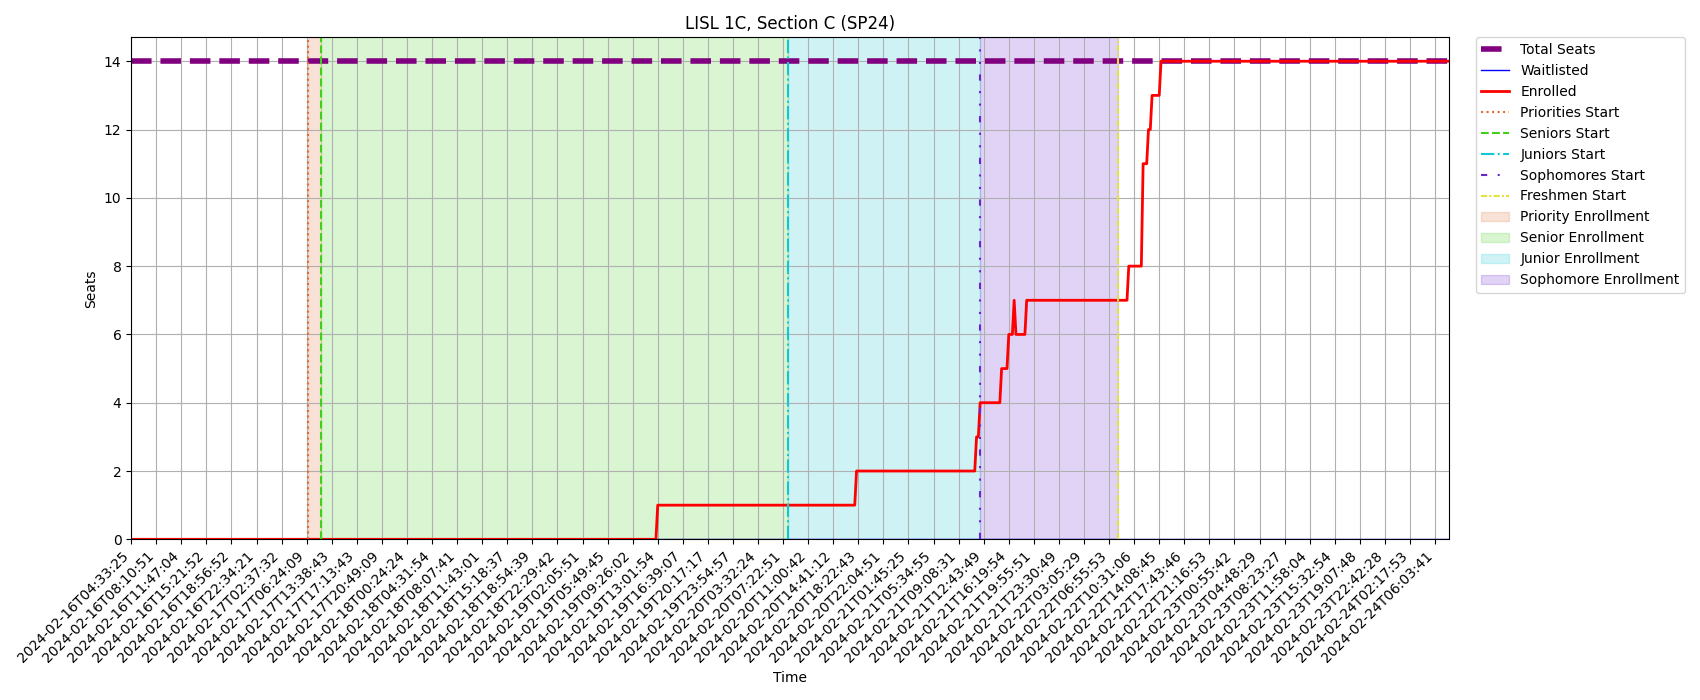 LISL 1C, Section C (SP24)
Seats
14
12
10
8
6
4
2
0
2024-02-16T04:33:25
2024-02-16T08:10:51
2024-02-16T11:47:04
2024-02-16T15:21:52
2024-02-16T18:56:52
2024-02-16T22:34:21
2024-02-17T02:37:32
2024-02-17T06:24:09
2024-02-17T13:38:43
2024-02-17T17:13:43
2024-02-17T20:49:09
2024-02-18T00:24:24
2024-02-18T04:31:54
2024-02-18T08:07:41
2024-02-18T11:43:01
2024-02-18T15:18:37
2024-02-18T18:54:39
2024-02-18T22:29:42
2024-02-19T02:05:51
2024-02-19T05:49:45
2024-02-19T09:26:02
2024-02-19T13:01:54
2024-02-19T16:39:07
2024-02-19T20:17:17
2024-02-19T23:54:57
2024-02-20T03:32:24
2024-02-20T07:22:51
2024-02-20T11:00:42
2024-02-20T14:41:12
2024-02-20T18:22:43
2024-02-20T22:04:51
2024-02-21T01:45:25
2024-02-21T05:34:55
2024-02-21T09:08:31
2024-02-21T12:43:49
2024-02-21T16:19:54
2024-02-21T19:55:51
2024-02-21T23:30:49
2024-02-22T03:05:29
2024-02-22T06:55:53
2024-02-22T10:31:06
2024-02-22T14:08:45
2024-02-22T17:43:46
2024-02-22T21:16:53
2024-02-23T00:55:42
2024-02-23T04:48:29
2024-02-23T08:23:27
2024-02-23T11:58:04
2024-02-23T15:32:54
2024-02-23T19:07:48
2024-02-23T22:42:28
2024-02-24T02:17:53
2024-02-24T06:03:41
Time
Total Seats
Waitlisted
Enrolled
Priorities Start
Seniors Start
Juniors Start
Sophomores Start
Freshmen Start
Priority Enrollment
Senior Enrollment
Junior Enrollment
Sophomore Enrollment